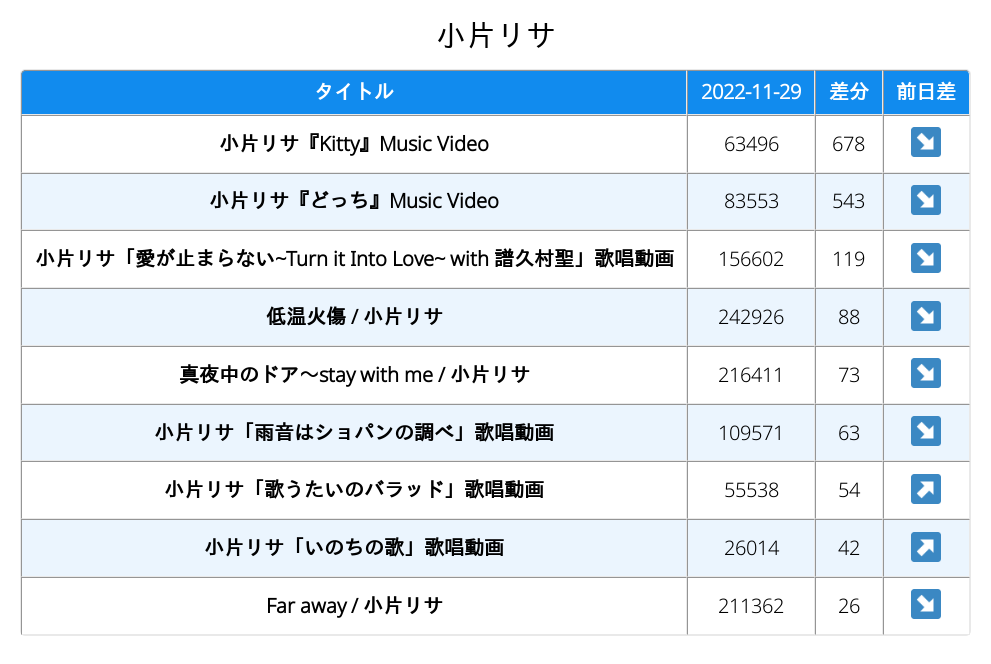 小片リサ
タイトル 2022-11-29 差分 前日差
小片リサ『Kitty』Music Video 63496 678
小片リサ『どっち』Music Video 83553 543
小片リサ「愛が止まらない~Turn it Into Love~ with 譜久村聖」歌唱動画 156602 119
低温火傷 / 小片リサ 242926 88
真夜中のドア～stay with me / 小片リサ 216411 73
小片リサ「雨音はショパンの調べ」歌唱動画 109571 63
小片リサ「歌うたいのバラッド」歌唱動画 55538 54
小片リサ「いのちの歌」歌唱動画 26014 42
Far away / 小片リサ 211362 26